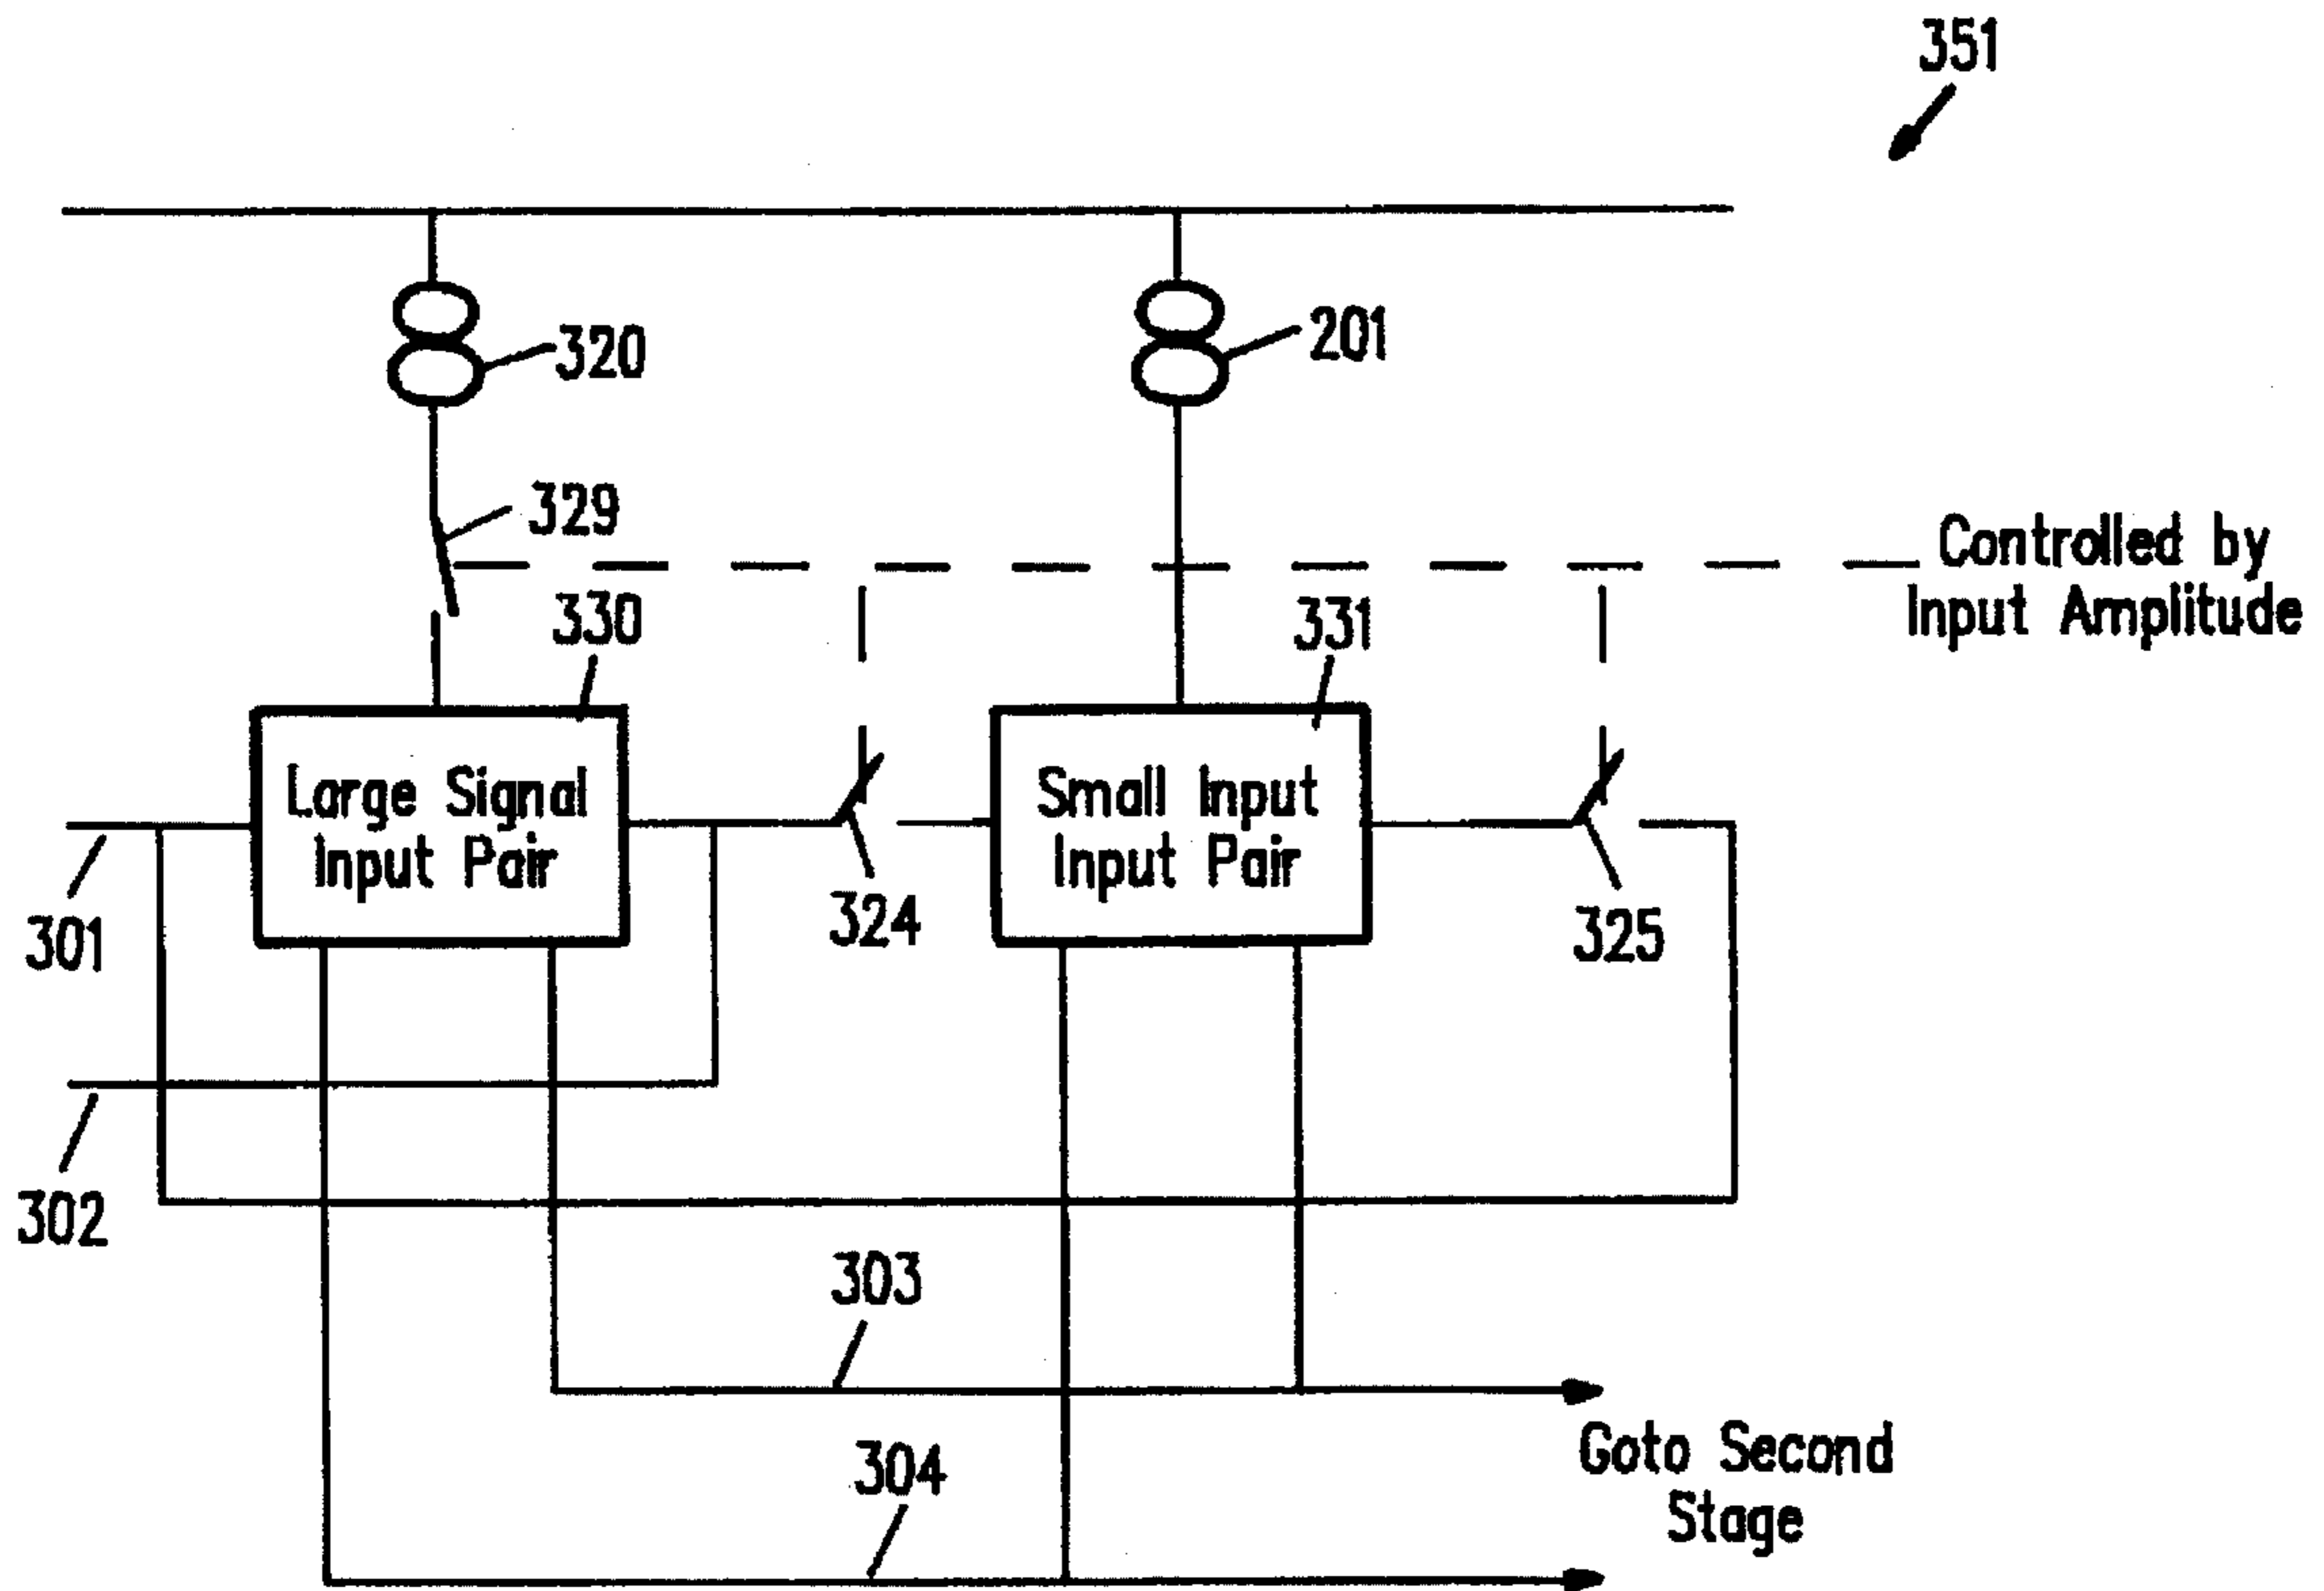 351
320
201
329
Controlled by
Input Amplitude
330
331
Large Signal
Input Pair
Small Input
Input Pair
301
324
325
302
303
Goto Second
Stage
304